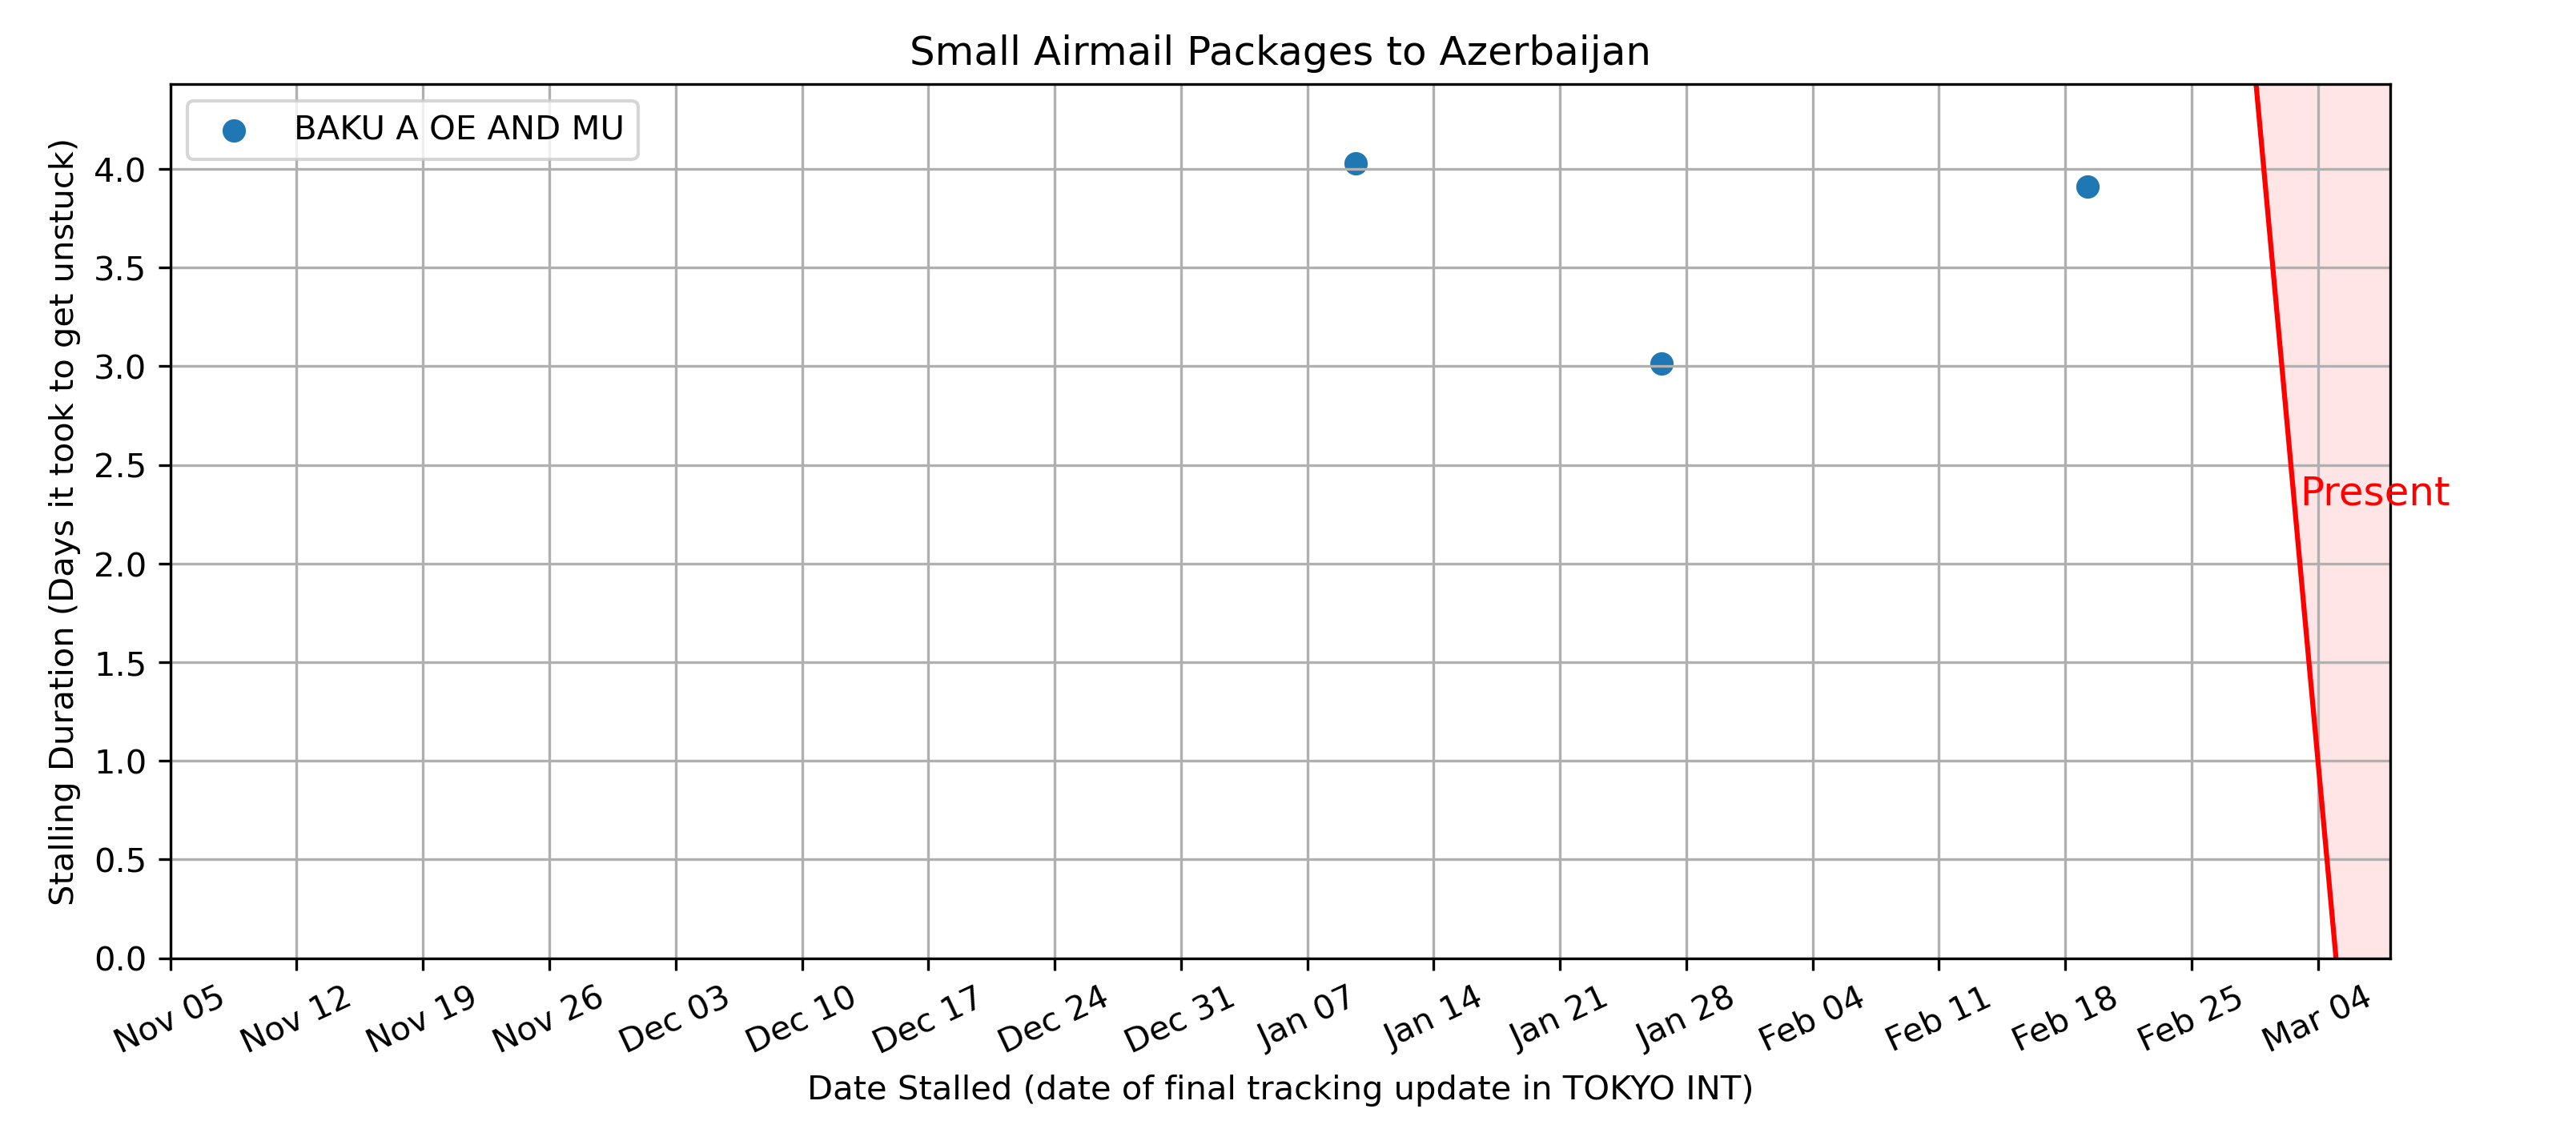 Small Airmail Packages to Azerbaijan
BAKU A OE AND MU
Stalling Duration (Days it took to get unstuck)
4.0
3.5
3.0
2.5
2.0
1.5
1.0
0.5
0.0
Present
Nov 05 Nov 12 Nov 19 Nov 26 Dec 03 Dec 10 Dec 17 Dec 24 Dec 31 Jan 07 Jan 14 Jan 21 Jan 28 Feb 04 Feb 11 Feb 18 Feb 25 Mar 04
Date Stalled (date of final tracking update in TOKYO INT)